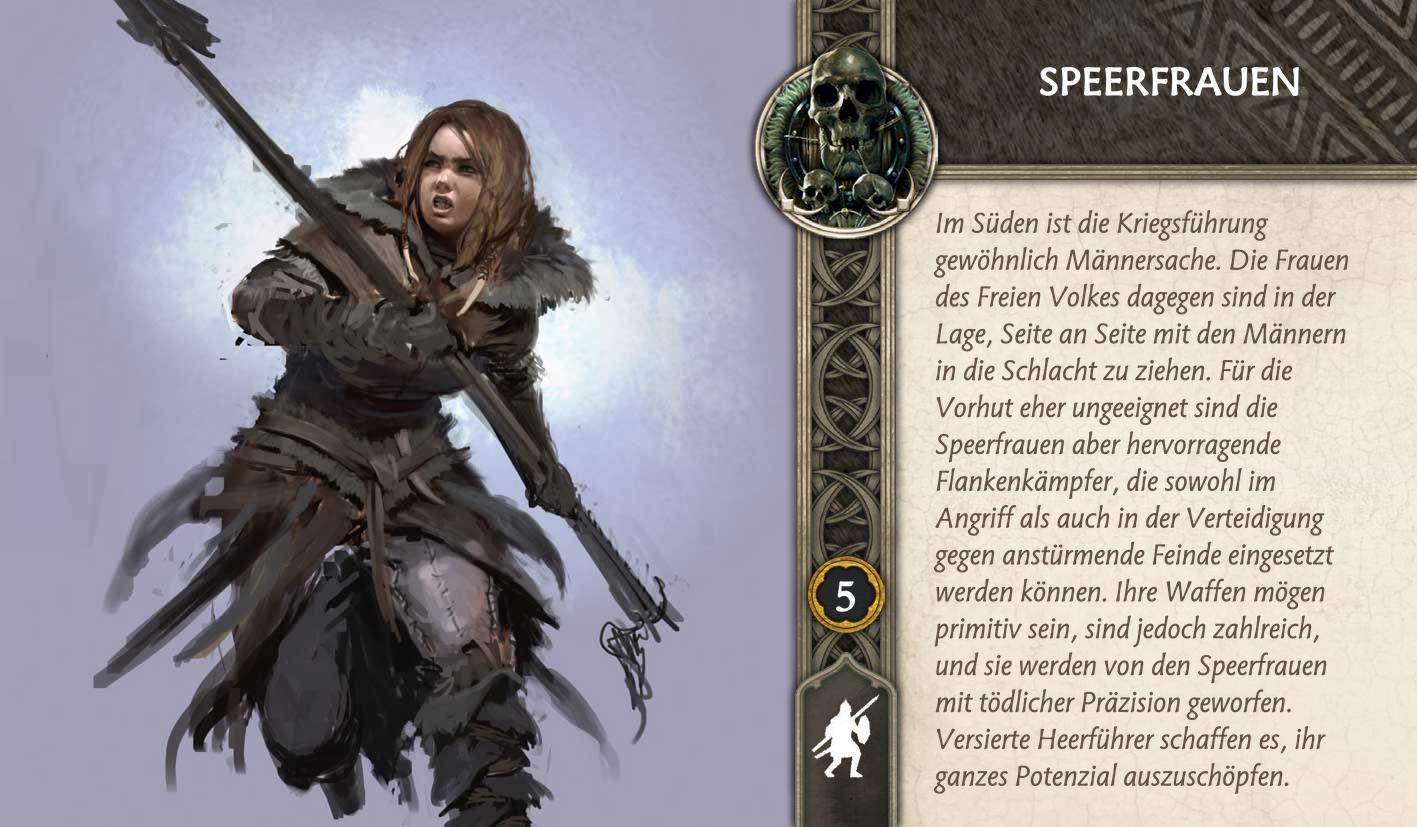 SPEERFRAUEN
Im Süden ist die Kriegsführung
gewöhnlich Männersache. Die Frauen
des Freien Volkes dagegen sind in der
Lage, Seite an Seite mit den Männern
in die Schlacht zu ziehen. Für die
Vorhut eher ungeeignet sind die
Speerfrauen aber hervorragende
Flankenkämpfer, die sowohl im
Angriff als auch in der Verteidigung
gegen anstürmende Feinde eingesetzt
werden können. Ihre Waffen mögen
primitiv sein, sind jedoch zahlreich,
und sie werden von den Speerfrauen
mit tödlicher Präzision geworfen.
Versierte Heerführer schaffen es, ihr
ganzes Potenzial auszuschöpfen.
5